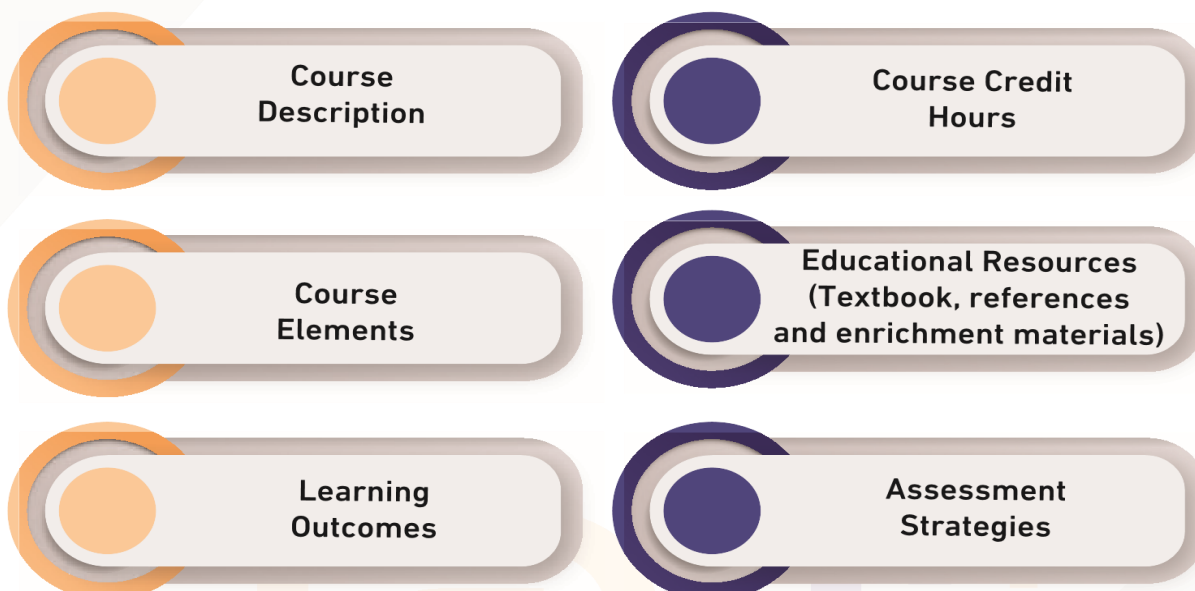 Course
Description
Course Credit
Hours
Course
Elements
Educational Resources
(Textbook, references
and enrichment materials)
Learning
Outcomes
Assessment
Strategies